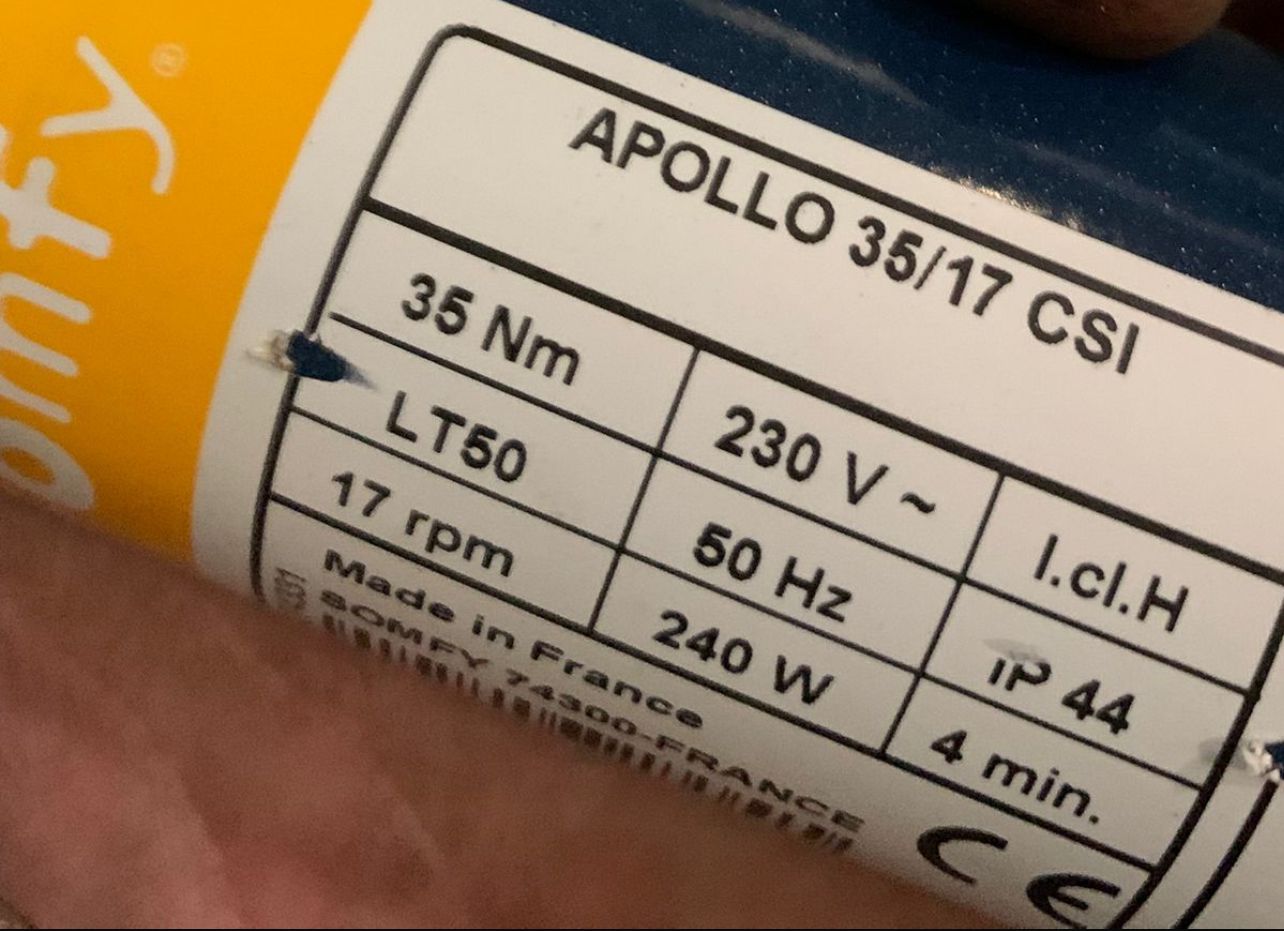 omfy®
APOLLO 35/17 CSI
35 Nm 230 V ~ I.cl.H
LT50 50 Hz IP 44
17 rpm 240 W 4 min.
Made in France
SOMFY 74300-FRANCE
CE